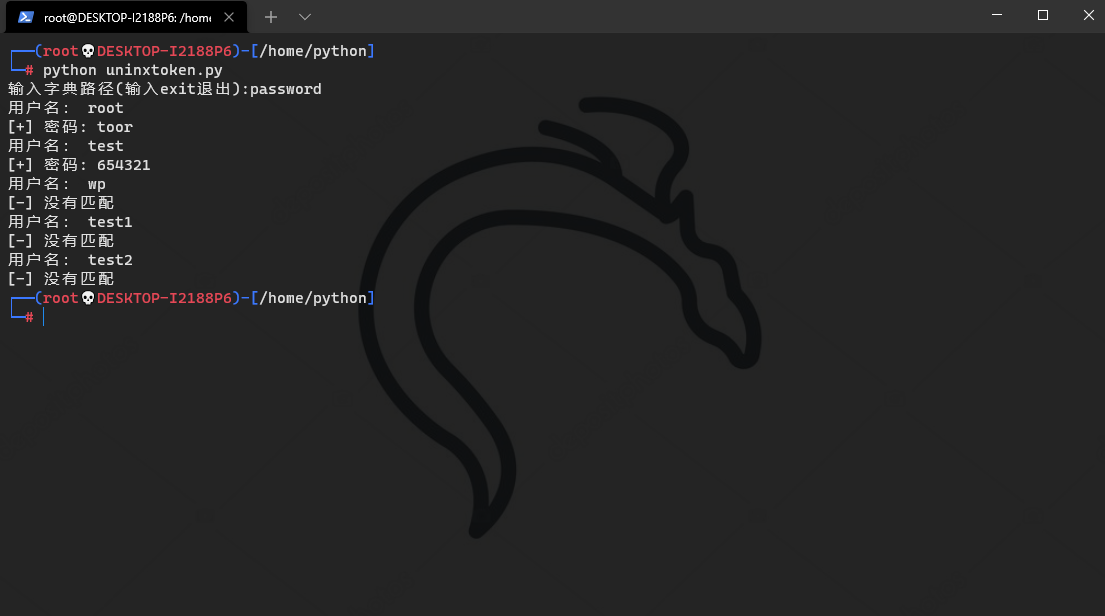 root@DESKTOP-I2188P6: /home
┌──(root💀DESKTOP-I2188P6)-[/home/python]
└─# python uninxtoken.py
输入字典路径(输入exit退出):password
用户名： root
[+] 密码：toor
用户名： test
[+] 密码：654321
用户名： wp
[-] 没有匹配
用户名： test1
[-] 没有匹配
用户名： test2
[-] 没有匹配
┌──(root💀DESKTOP-I2188P6)-[/home/python]
└─#